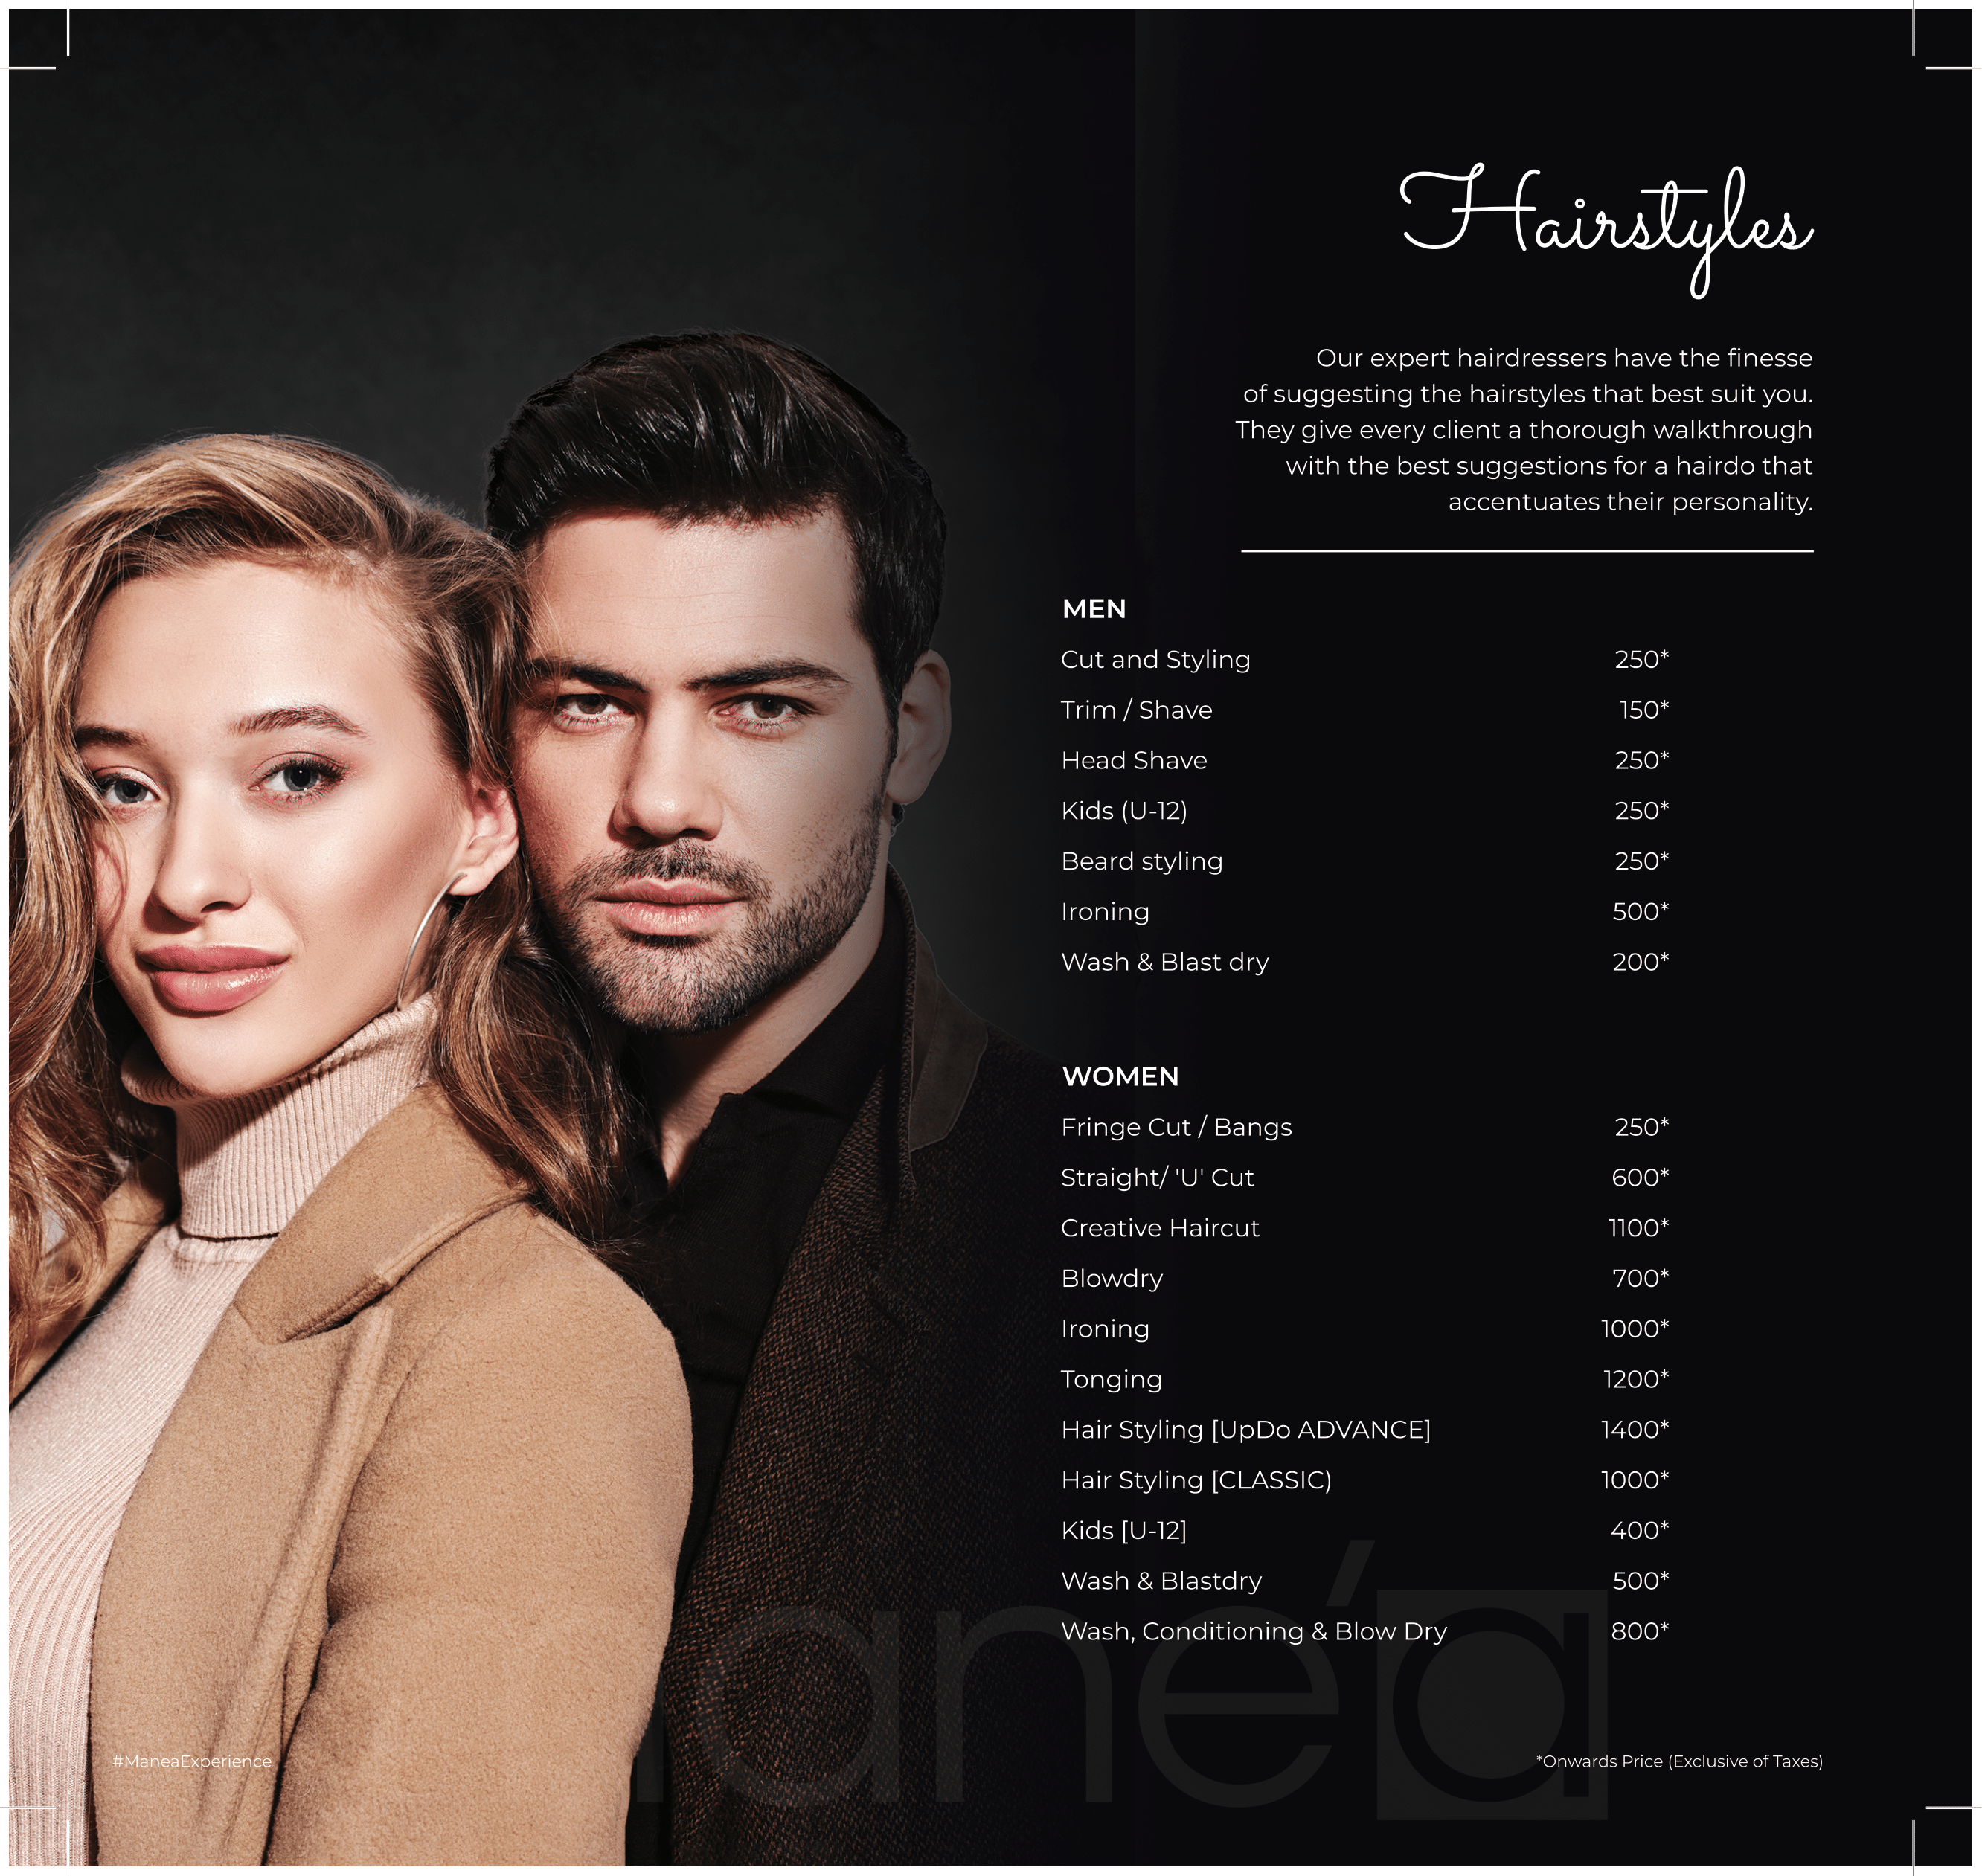 Hairstyles
Our expert hairdressers have the finesse
of suggesting the hairstyles that best suit you.
They give every client a thorough walkthrough
with the best suggestions for a hairdo that
accentuates their personality.
MEN
Cut and Styling 250*
Trim / Shave 150*
Head Shave 250*
Kids (U-12) 250*
Beard styling 250*
Ironing 500*
Wash & Blast dry 200*
WOMEN
Fringe Cut / Bangs 250*
Straight/ 'U' Cut 600*
Creative Haircut 1100*
Blowdry 700*
Ironing 1000*
Tonging 1200*
Hair Styling [UpDo ADVANCE] 1400*
Hair Styling [CLASSIC) 1000*
Kids [U-12] 400*
Wash & Blastdry 500*
Wash, Conditioning & Blow Dry 800*
#ManeaExperience
*Onwards Price (Exclusive of Taxes)